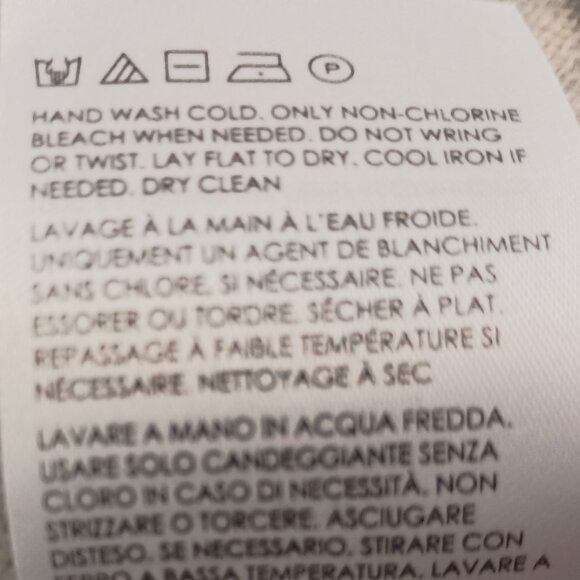 P
HAND WASH COLD. ONLY NON-CHLORINE
BLEACH WHEN NEEDED. DO NOT WRING
OR TWIST. LAY FLAT TO DRY. COOL IRON IF
NEEDED. DRY CLEAN
LAVAGE À LA MAIN À L'EAU FROIDE.
UNIQUEMENT UN AGENT DE BLANCHIMENT
SANS CHLORE. SI NÉCESSAIRE. NE PAS
ESSORER OU TORDRE. SÉCHER À PLAT.
REPASSAGE À FAIBLE TEMPÉRATURE SI
NÉCESSAIRE. NETTOYAGE À SEC
LAVARE A MANO IN ACQUA FREDDA.
USARE SOLO CANDEGGIANTE SENZA
CLORO IN CASO DI NECESSITÀ. NON
STRIZZARE O TORCERE. ASCIUGARE
DISTESO. SE NECESSARIO. STIRARE CON
FERRO A BASSA TEMPERATURA. LAVARE A